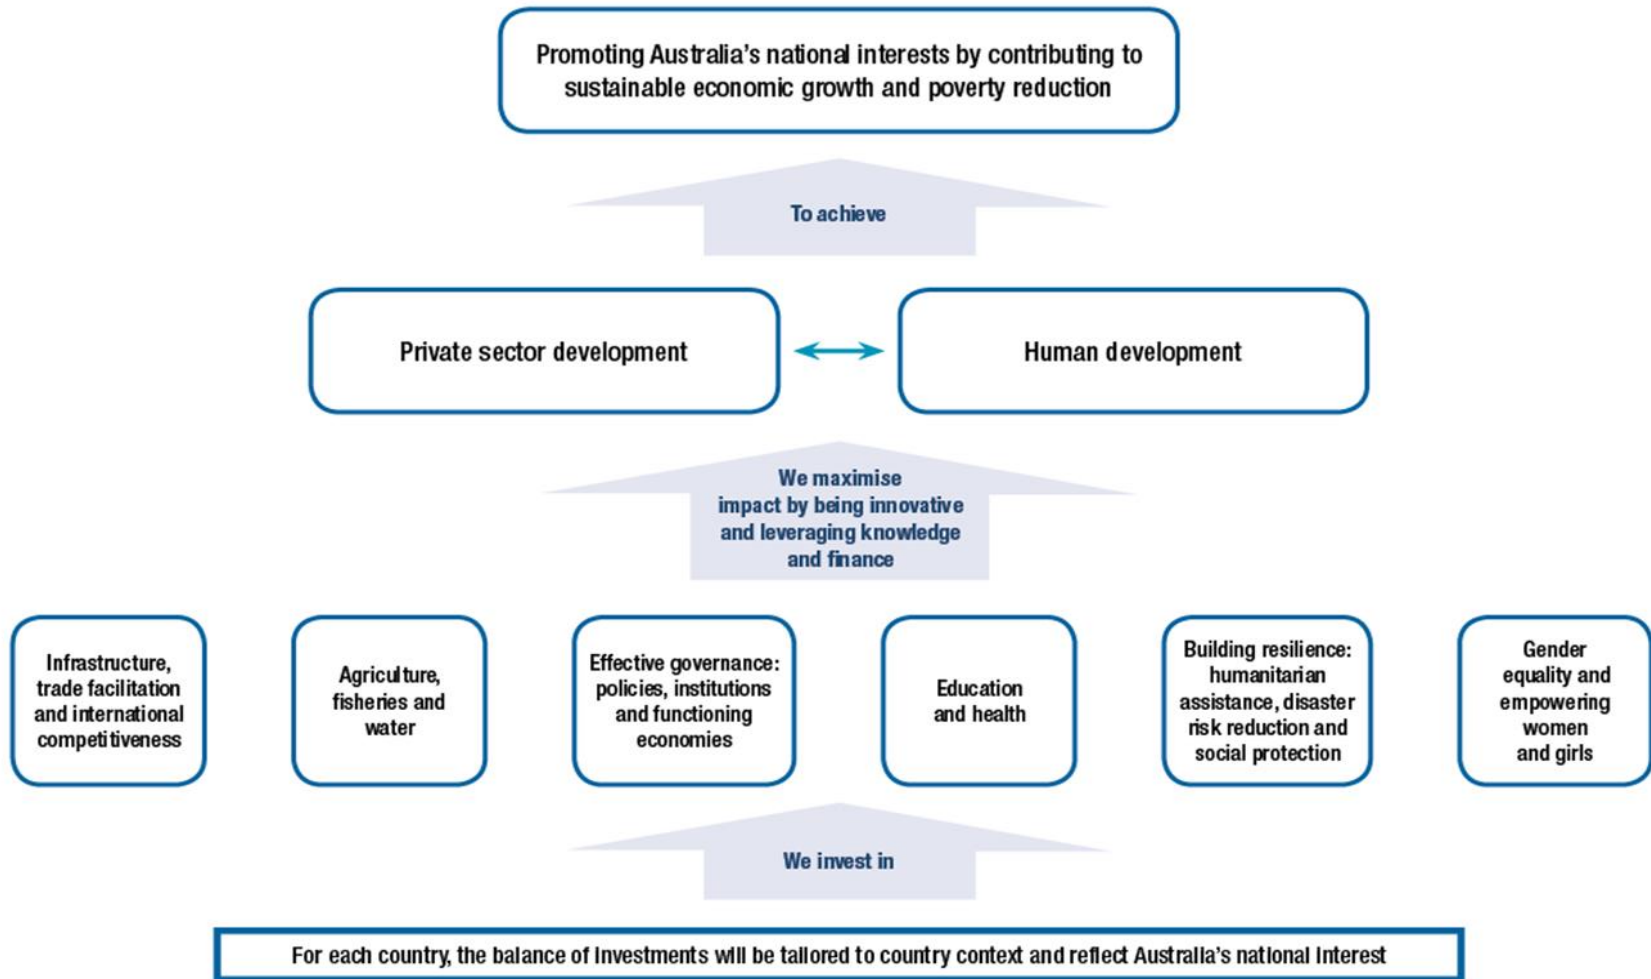 Promoting Australia's national interests by contributing to
sustainable economic growth and poverty reduction
To achieve
Private sector development
Human development
We maximise
impact by being innovative
and leveraging knowledge
and finance
Infrastructure,
trade facilitation
and international
competitiveness
Agriculture,
fisheries and
water
Effective governance:
policies, institutions
and functioning
economies
Education
and health
Building resilience:
humanitarian
assistance, disaster
risk reduction and
social protection
Gender
equality and
empowering
women
and girls
We invest in
For each country, the balance of investments will be tailored to country context and reflect Australia's national interest